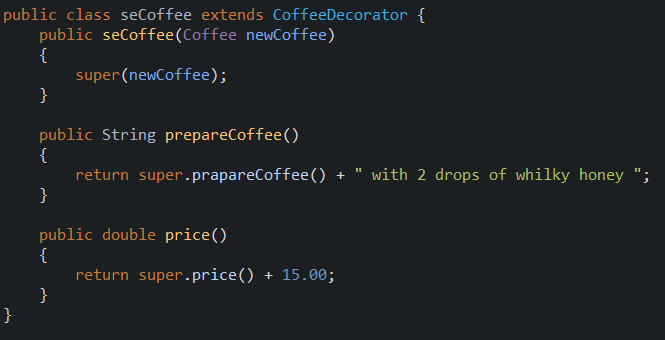 public class seCoffee extends CoffeeDecorator {
public seCoffee(Coffee newCoffee)
{
super(newCoffee);
}
public String prepareCoffee()
{
return super.prapareCoffee() + " with 2 drops of whilky honey ";
}
public double price()
{
return super.price() + 15.00;
}
}